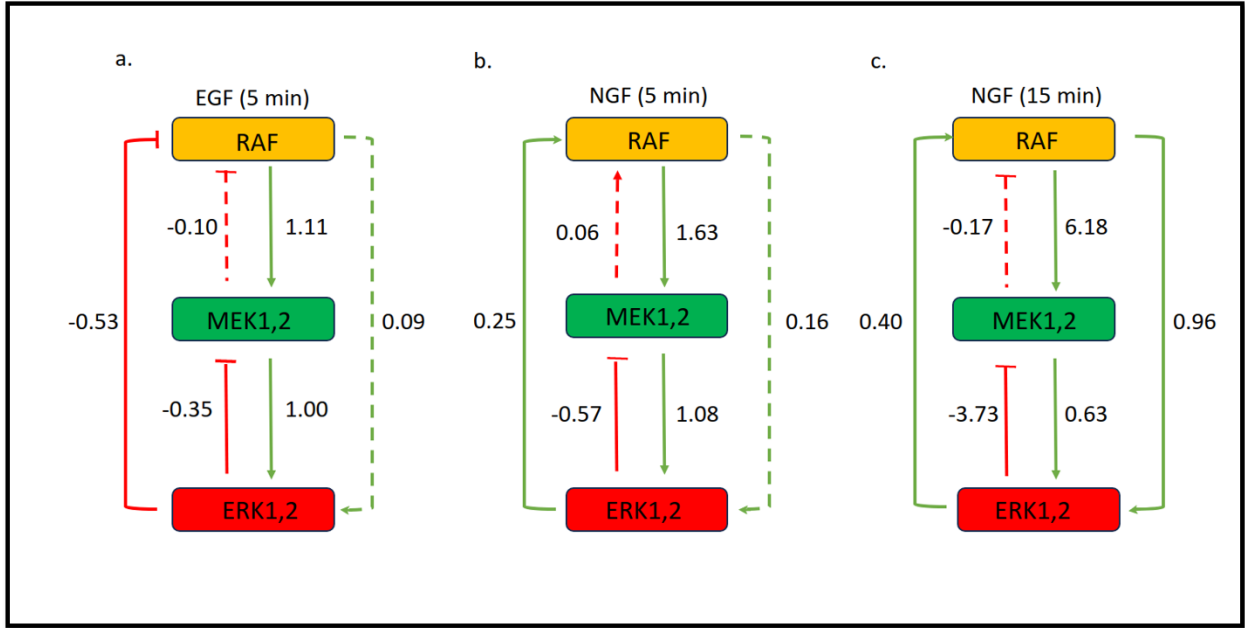 a.
EGF (5 min)
RAF
-0.10
1.11
-0.53
MEK1,2
0.09
-0.35
1.00
ERK1,2
b.
NGF (5 min)
RAF
0.06
1.63
0.25
MEK1,2
0.16
-0.57
1.08
ERK1,2
c.
NGF (15 min)
RAF
-0.17
6.18
0.40
MEK1,2
0.96
-3.73
0.63
ERK1,2